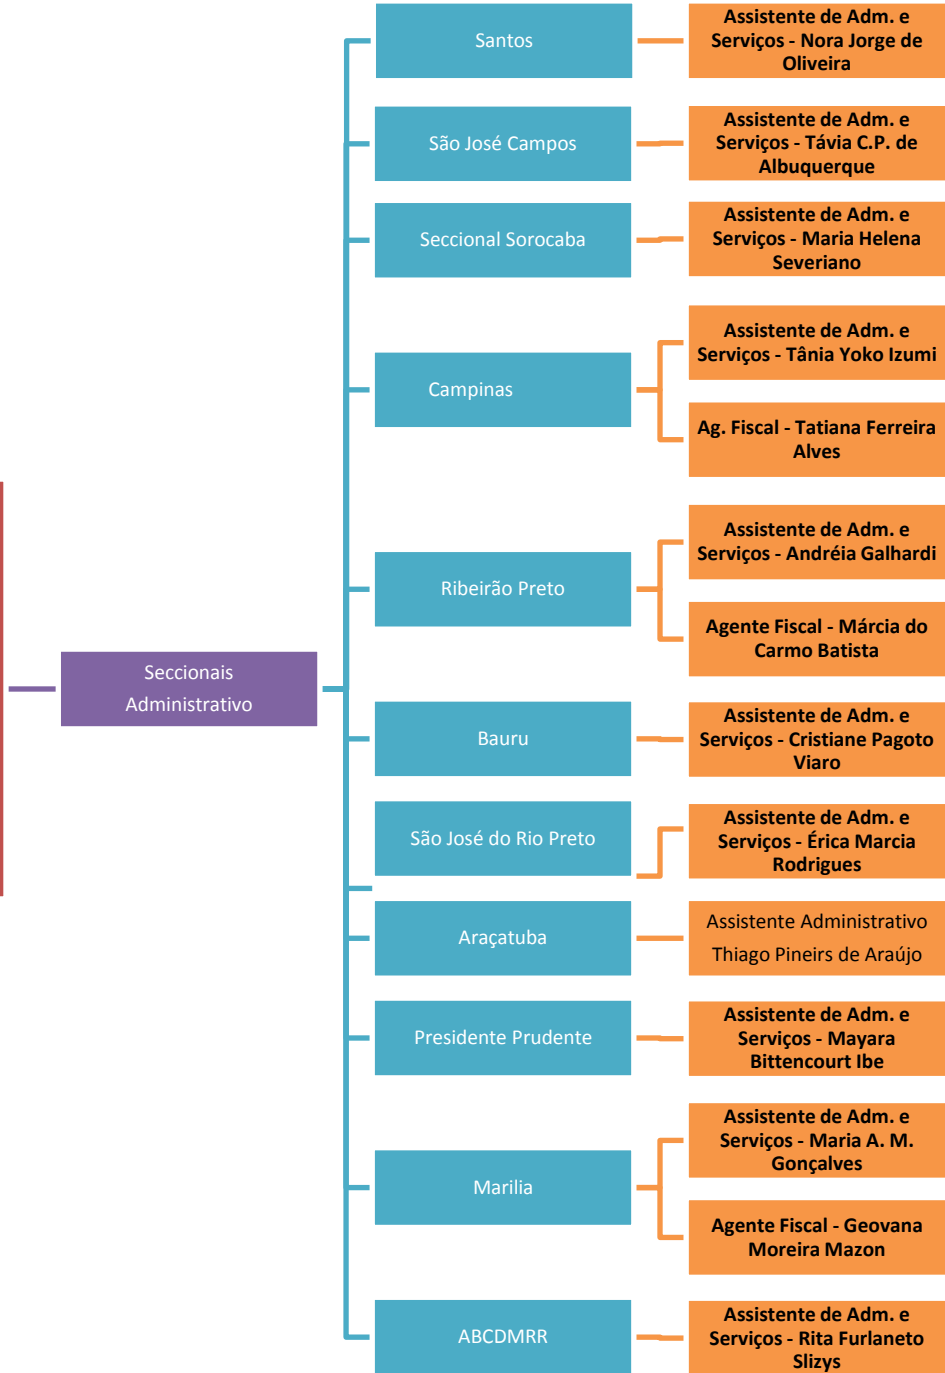 Santos
Assistente de Adm. e
Serviços - Nora Jorge de
Oliveira
São José Campos
Assistente de Adm. e
Serviços - Távia C.P. de
Albuquerque
Seccional Sorocaba
Assistente de Adm. e
Serviços - Maria Helena
Severiano
Campinas
Assistente de Adm. e
Serviços - Tânia Yoko Izumi
Ag. Fiscal - Tatiana Ferreira
Alves
Ribeirão Preto
Assistente de Adm. e
Serviços - Andréia Galhardi
Agente Fiscal - Márcia do
Carmo Batista
Seccionais
Administrativo
Bauru
Assistente de Adm. e
Serviços - Cristiane Pagoto
Viaro
São José do Rio Preto
Assistente de Adm. e
Serviços - Érica Marcia
Rodrigues
Araçatuba
Assistente Administrativo
Thiago Pineirs de Araújo
Presidente Prudente
Assistente de Adm. e
Serviços - Mayara
Bittencourt Ibe
Marilia
Assistente de Adm. e
Serviços - Maria A. M.
Gonçalves
Agente Fiscal - Geovana
Moreira Mazon
ABCDMRR
Assistente de Adm. e
Serviços - Rita Furlaneto
Slizys